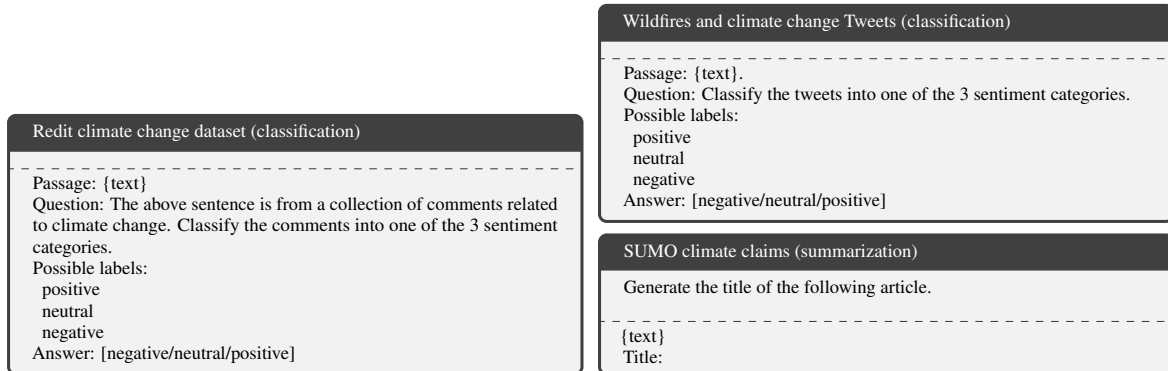 Redit climate change dataset (classification)
Passage: {text}
Question: The above sentence is from a collection of comments related
to climate change. Classify the comments into one of the 3 sentiment
categories.
Possible labels:
positive
neutral
negative
Answer: [negative/neutral/positive]
Wildfires and climate change Tweets (classification)
Passage: {text}.
Question: Classify the tweets into one of the 3 sentiment categories.
Possible labels:
positive
neutral
negative
Answer: [negative/neutral/positive]
SUMO climate claims (summarization)
Generate the title of the following article.
{text}
Title: